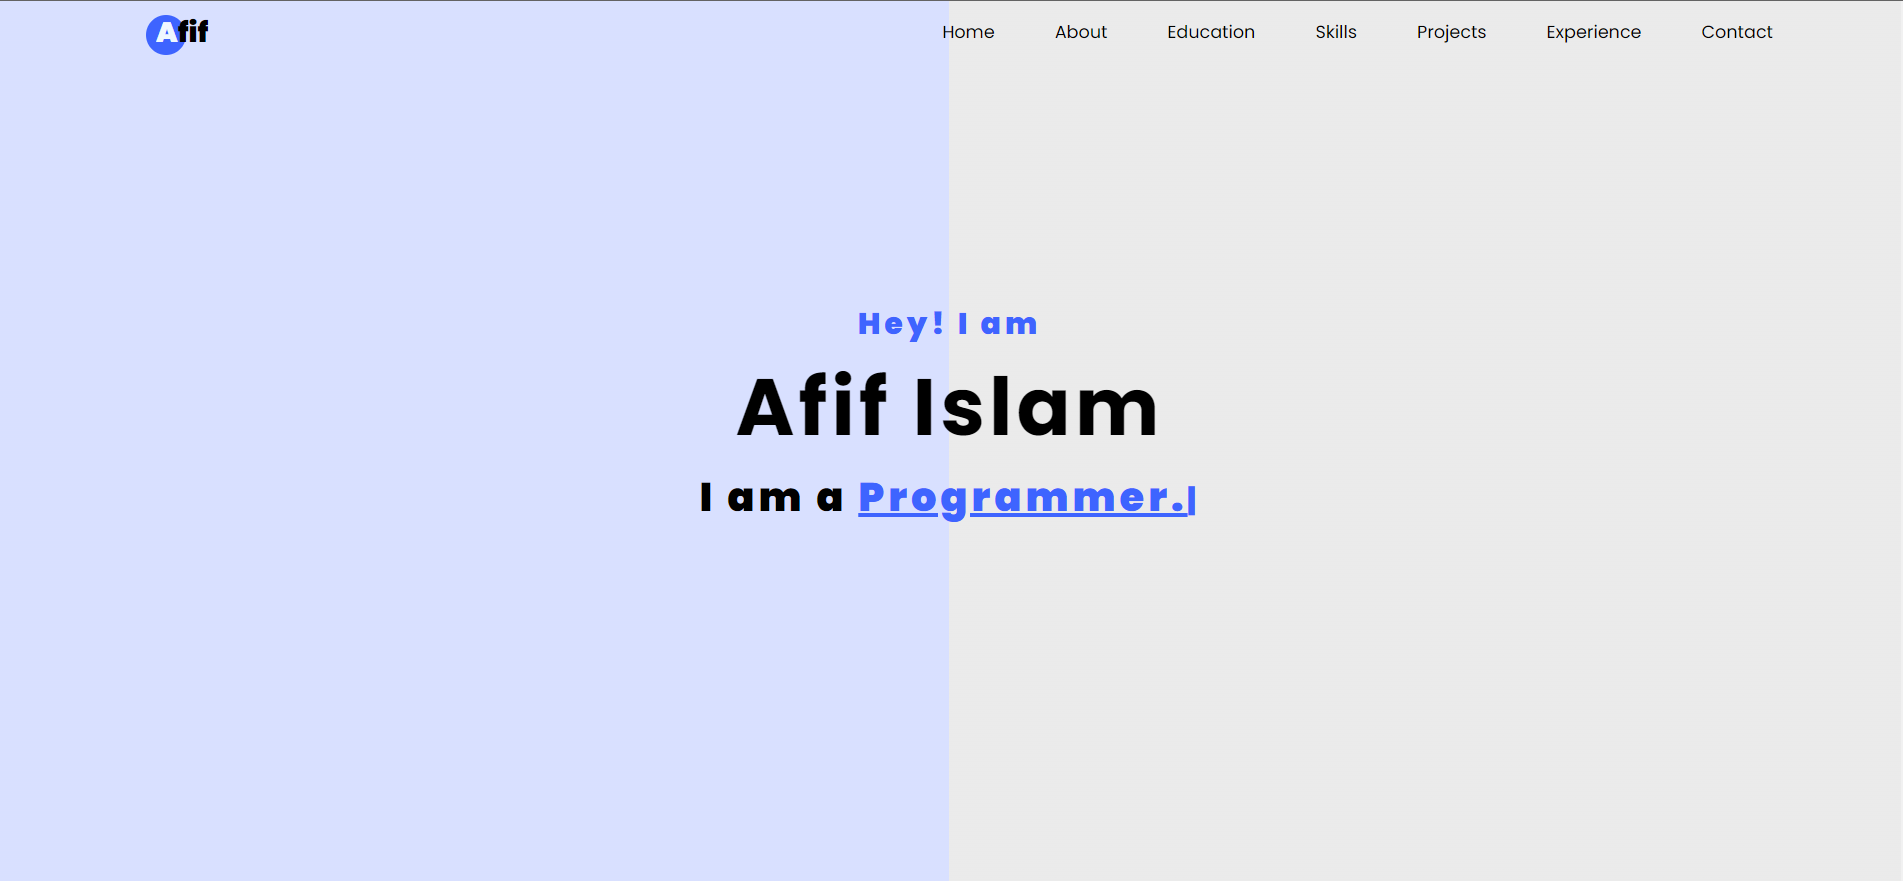 Afif Home About Education Skills Projects Experience Contact
Hey! I am
Afif Islam
I am a Programmer.|